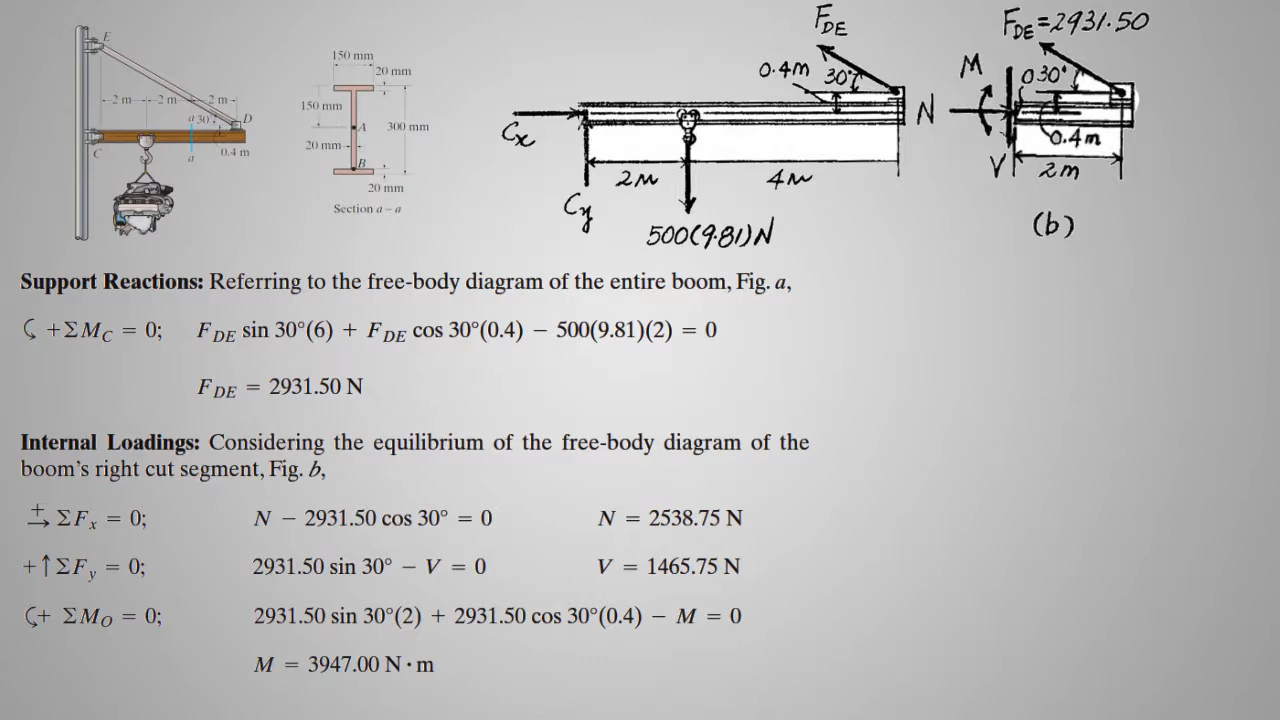 E
2 m 2 m 2 m
a 30° D
C a 0.4 m
150 mm
20 mm
150 mm
A 300 mm
20 mm
B
20 mm
Section a – a
F_DE
0.4m 30°
C_x
2m 4m
C_y
500(9.81)N
F_DE=2931.50
M
O 30°
N
0.4m
V 2m
(b)
Support Reactions: Referring to the free-body diagram of the entire boom, Fig. a,
↺ +ΣM_C = 0; F_DE sin 30°(6) + F_DE cos 30°(0.4) − 500(9.81)(2) = 0
F_DE = 2931.50 N
Internal Loadings: Considering the equilibrium of the free-body diagram of the
boom's right cut segment, Fig. b,
+→ ΣF_x = 0; N − 2931.50 cos 30° = 0 N = 2538.75 N
+↑ΣF_y = 0; 2931.50 sin 30° − V = 0 V = 1465.75 N
↺+ ΣM_O = 0; 2931.50 sin 30°(2) + 2931.50 cos 30°(0.4) − M = 0
M = 3947.00 N · m